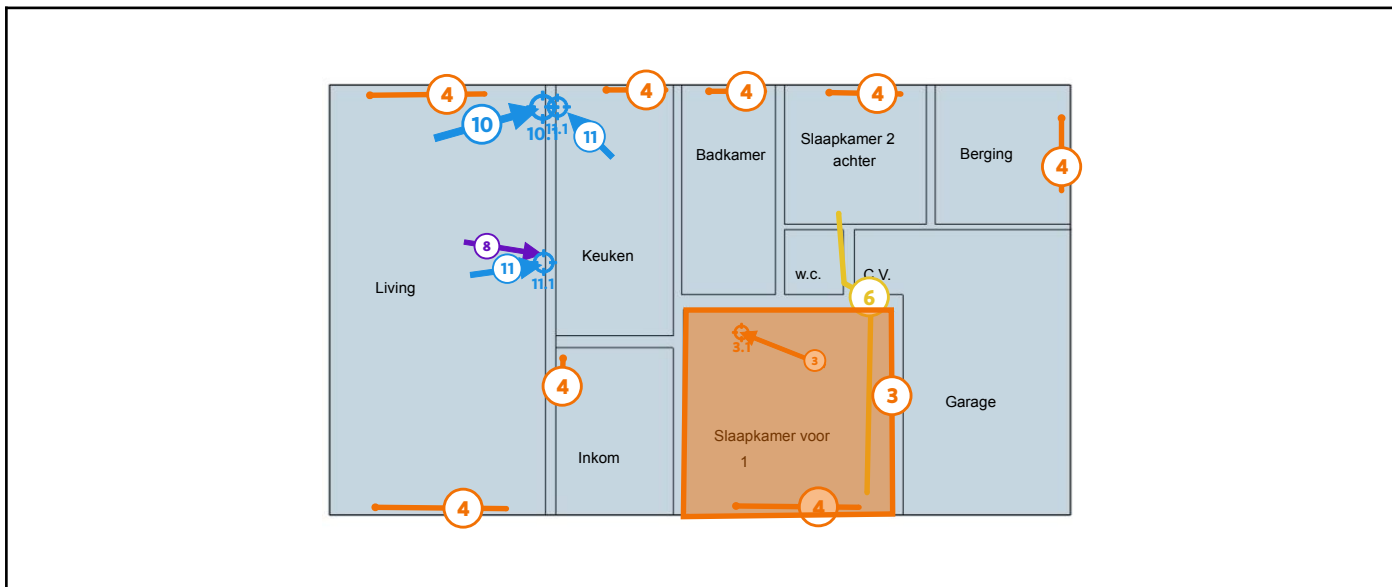 4
4
4
4
10
10.1
11.1
11
Badkamer
Slaapkamer 2
achter
Berging
4
8
11
11.1
Keuken
Living
w.c.
C.V.
6
3.1
3
4
3
Garage
Slaapkamer voor
1
Inkom
4
4